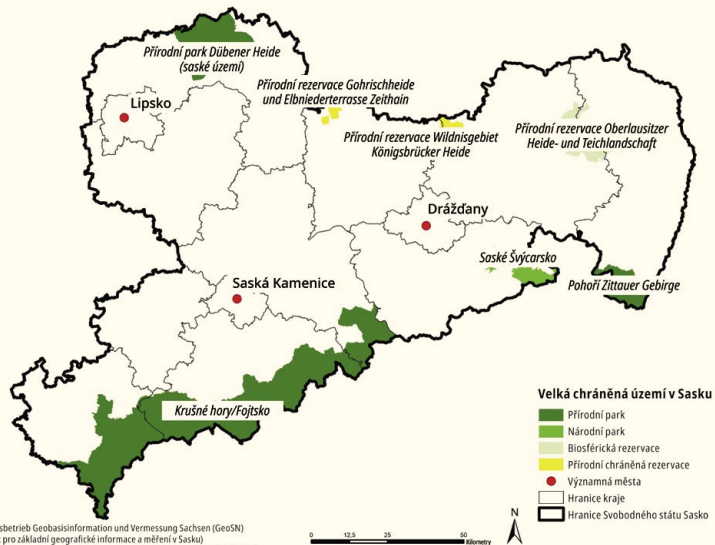 Přírodní park Dübener Heide
(saské území)
Přírodní rezervace Gohrischheide
und Elbniederterrasse Zeithain
Lipsko
Přírodní rezervace Wildnisgebiet
Königsbrücker Heide
Přírodní rezervace Oberlausitzer
Heide- und Teichlandschaft
Drážďany
Saské Švýcarsko
Pohoří Zittauer Gebirge
Saská Kamenice
Krušné hory/Fojtsko
Velká chráněná území v Sasku
Přírodní park
Národní park
Biosférická rezervace
Přírodní chráněná rezervace
Významná města
Hranice kraje
Hranice Svobodného státu Sasko
sbetrieb Geobasisinformation und Vermessung Sachsen (GeoSN)
pro základní geografické informace a měření v Sasku)
0 12,5 25 50
Kilometry
N